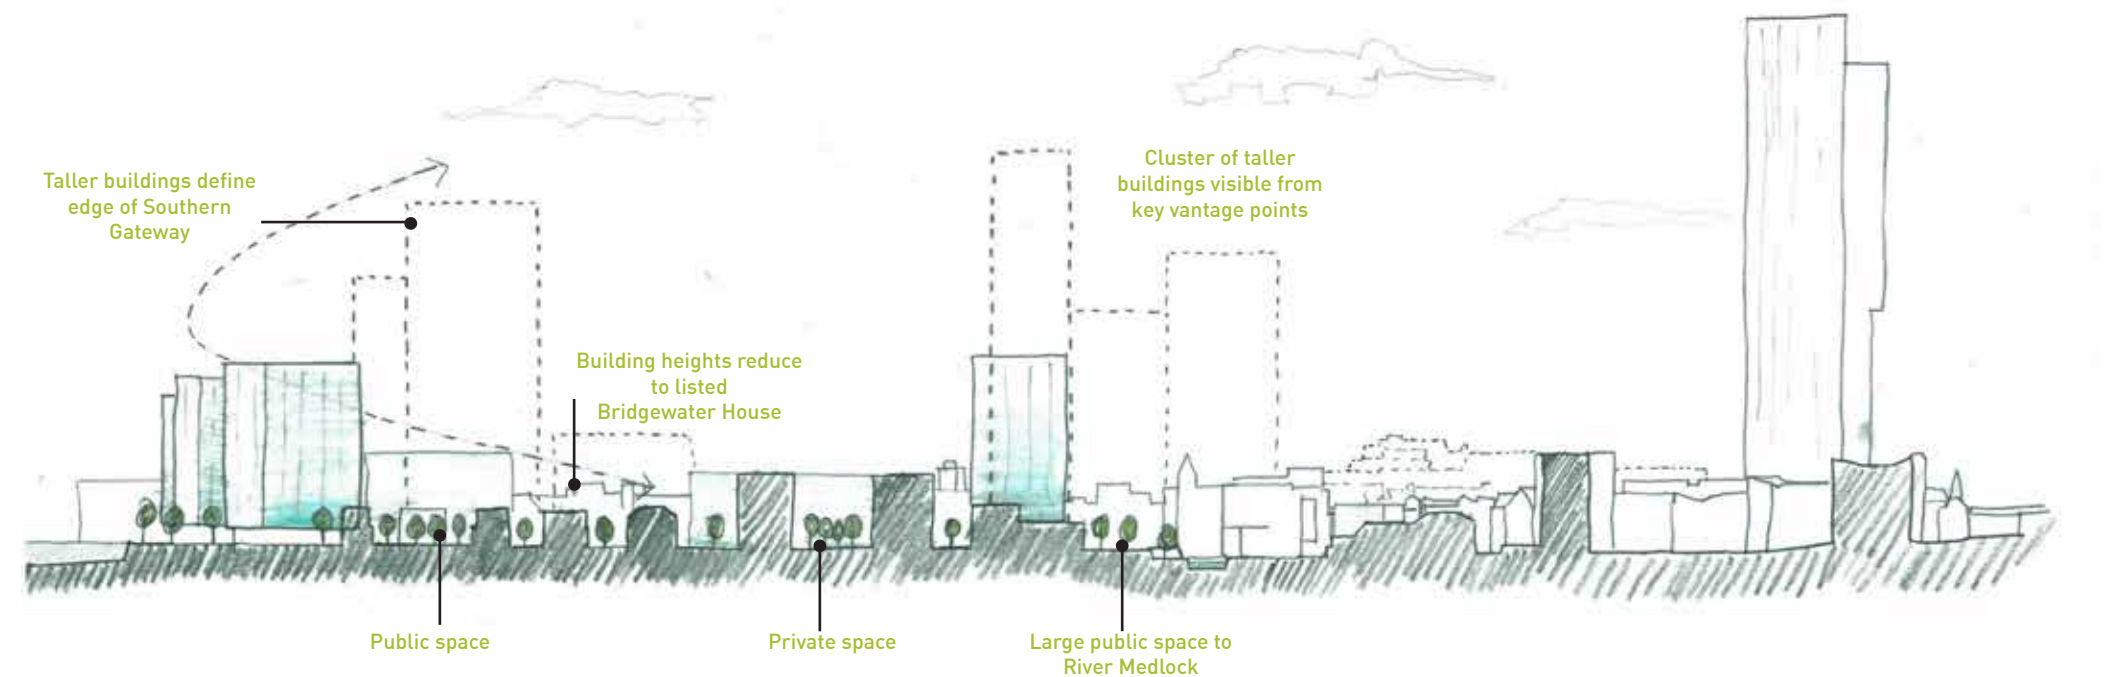 Taller buildings define
edge of Southern
Gateway
Cluster of taller
buildings visible from
key vantage points
Building heights reduce
to listed
Bridgewater House
Public space
Private space
Large public space to
River Medlock